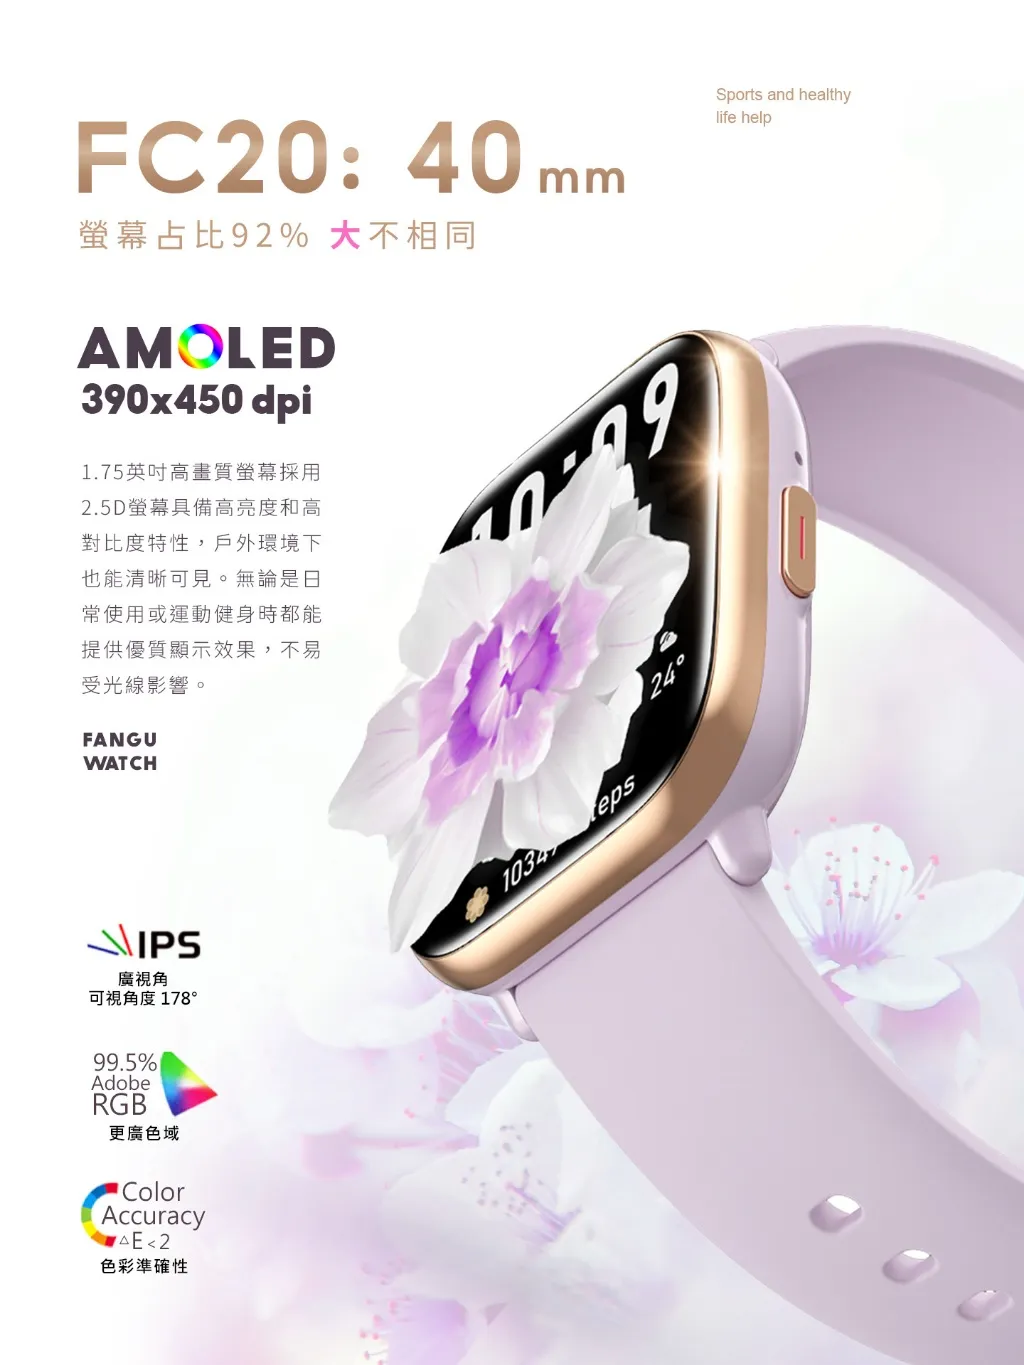 Sports and healthy
life help
FC20: 40mm
螢幕占比92% 大不相同
AMOLED
390x450 dpi
1.75英吋高畫質螢幕採用
2.5D螢幕具備高亮度和高
對比度特性，戶外環境下
也能清晰可見。無論是日
常使用或運動健身時都能
提供優質顯示效果，不易
受光線影響。
FANGU
WATCH
09
24°
eps
1034
IPS
廣視角
可視角度 178°
99.5%
Adobe
RGB
更廣色域
Color
Accuracy
△E<2
色彩準確性